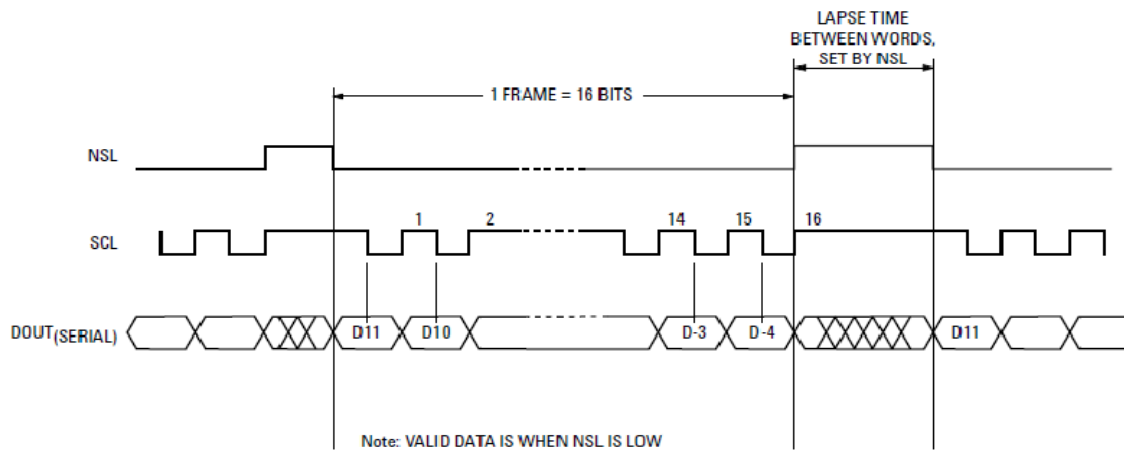 LAPSE TIME
BETWEEN WORDS,
SET BY NSL
1 FRAME = 16 BITS
NSL
1 2 14 15 16
SCL
DOUT(SERIAL) D11 D10 D-3 D-4 D11
Note: VALID DATA IS WHEN NSL IS LOW